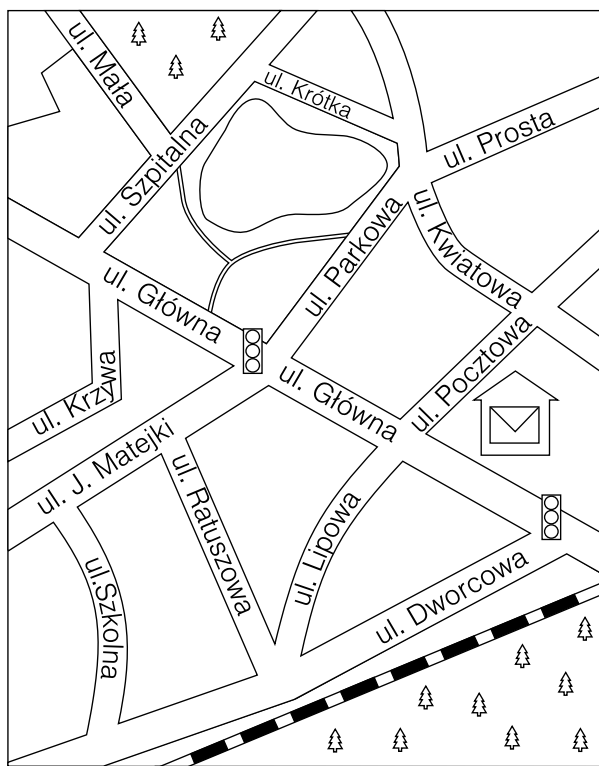 ul. Mała
ul. Krótka
ul. Prosta
ul. Szpitalna
ul. Parkowa
ul. Kwiatowa
ul. Główna
ul. Pocztowa
ul. Krzywa
ul. Główna
ul. J. Matejki
ul. Ratuszowa
ul. Lipowa
ul.Szkolna
ul. Dworcowa